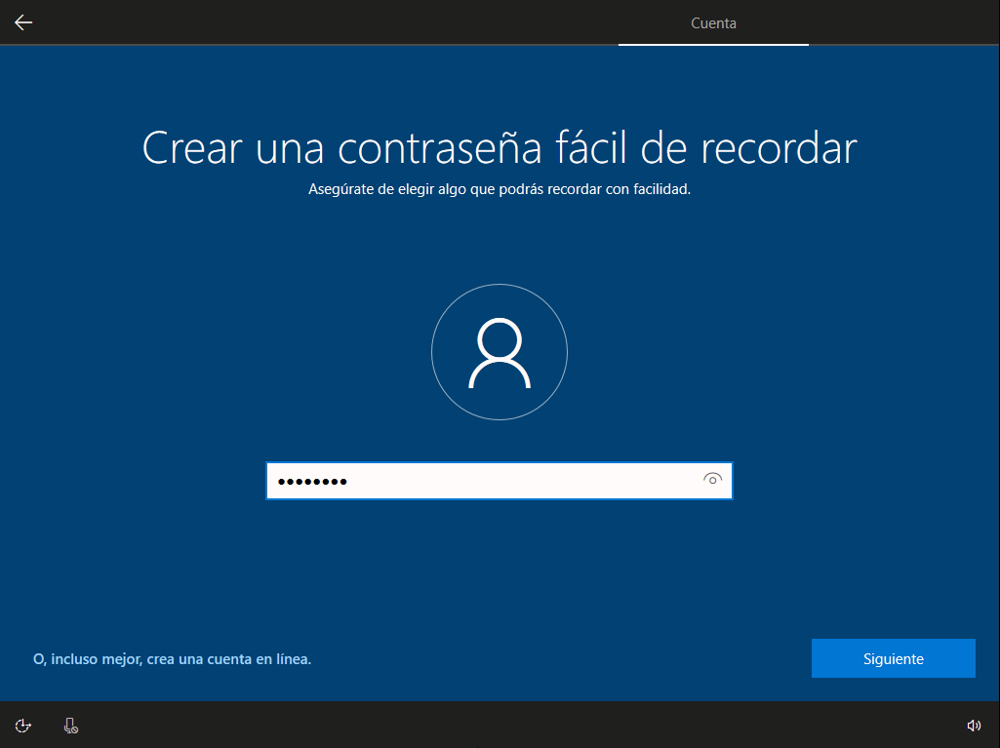 Cuenta
Crear una contraseña fácil de recordar
Asegúrate de elegir algo que podrás recordar con facilidad.
••••••••
O, incluso mejor, crea una cuenta en línea.
Siguiente